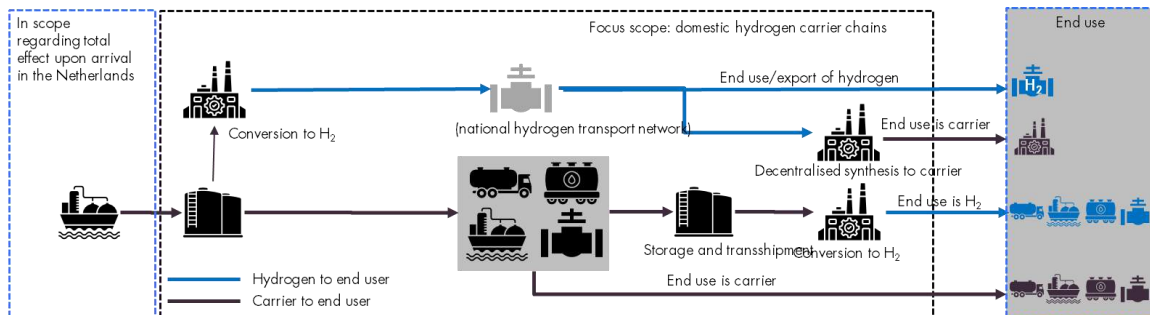 In scope
regarding total
effect upon arrival
in the Netherlands
Focus scope: domestic hydrogen carrier chains
End use
End use/export of hydrogen
H2
Conversion to H2
(national hydrogen transport network)
End use is carrier
Decentralised synthesis to carrier
End use is H2
Storage and transshipment
Conversion to H2
Hydrogen to end user
End use is carrier
Carrier to end user